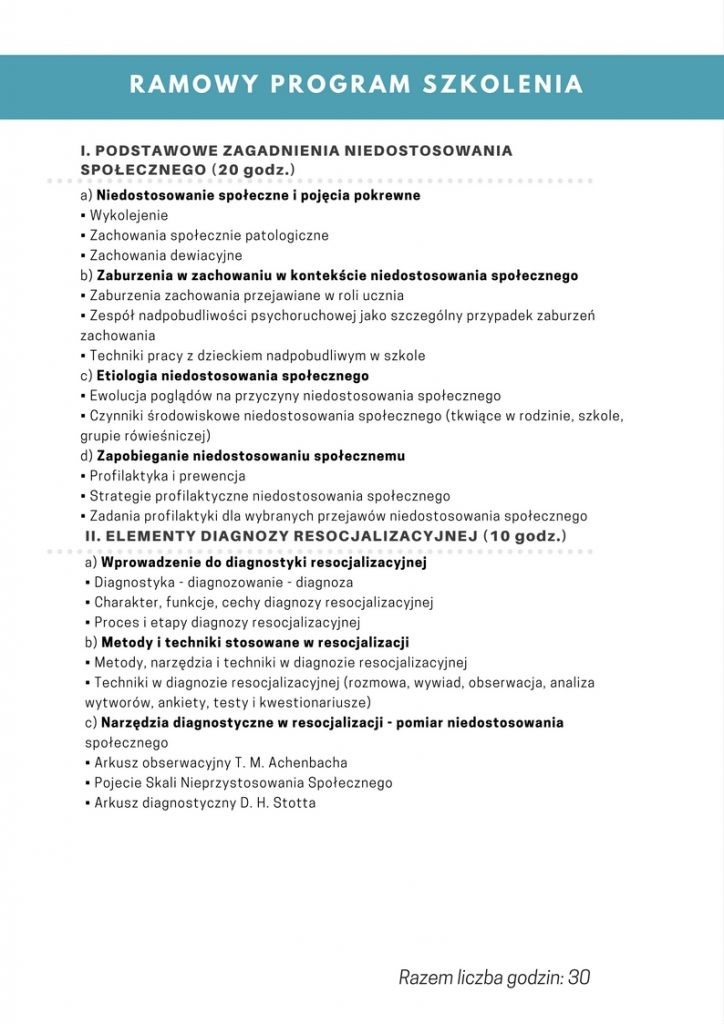 RAMOWY PROGRAM SZKOLENIA
I. PODSTAWOWE ZAGADNIENIA NIEDOSTOSOWANIA
SPOŁECZNEGO (20 godz.)
a) Niedostosowanie społeczne i pojęcia pokrewne
▪ Wykolejenie
▪ Zachowania społecznie patologiczne
▪ Zachowania dewiacyjne
b) Zaburzenia w zachowaniu w kontekście niedostosowania społecznego
▪ Zaburzenia zachowania przejawiane w roli ucznia
▪ Zespół nadpobudliwości psychoruchowej jako szczególny przypadek zaburzeń
zachowania
▪ Techniki pracy z dzieckiem nadpobudliwym w szkole
c) Etiologia niedostosowania społecznego
▪ Ewolucja poglądów na przyczyny niedostosowania społecznego
▪ Czynniki środowiskowe niedostosowania społecznego (tkwiące w rodzinie, szkole,
grupie rówieśniczej)
d) Zapobieganie niedostosowaniu społecznemu
▪ Profilaktyka i prewencja
▪ Strategie profilaktyczne niedostosowania społecznego
▪ Zadania profilaktyki dla wybranych przejawów niedostosowania społecznego
II. ELEMENTY DIAGNOZY RESOCJALIZACYJNEJ (10 godz.)
a) Wprowadzenie do diagnostyki resocjalizacyjnej
▪ Diagnostyka - diagnozowanie - diagnoza
▪ Charakter, funkcje, cechy diagnozy resocjalizacyjnej
▪ Proces i etapy diagnozy resocjalizacyjnej
b) Metody i techniki stosowane w resocjalizacji
▪ Metody, narzędzia i techniki w diagnozie resocjalizacyjnej
▪ Techniki w diagnozie resocjalizacyjnej (rozmowa, wywiad, obserwacja, analiza
wytworów, ankiety, testy i kwestionariusze)
c) Narzędzia diagnostyczne w resocjalizacji - pomiar niedostosowania
społecznego
▪ Arkusz obserwacyjny T. M. Achenbacha
▪ Pojecie Skali Nieprzystosowania Społecznego
▪ Arkusz diagnostyczny D. H. Stotta
Razem liczba godzin: 30